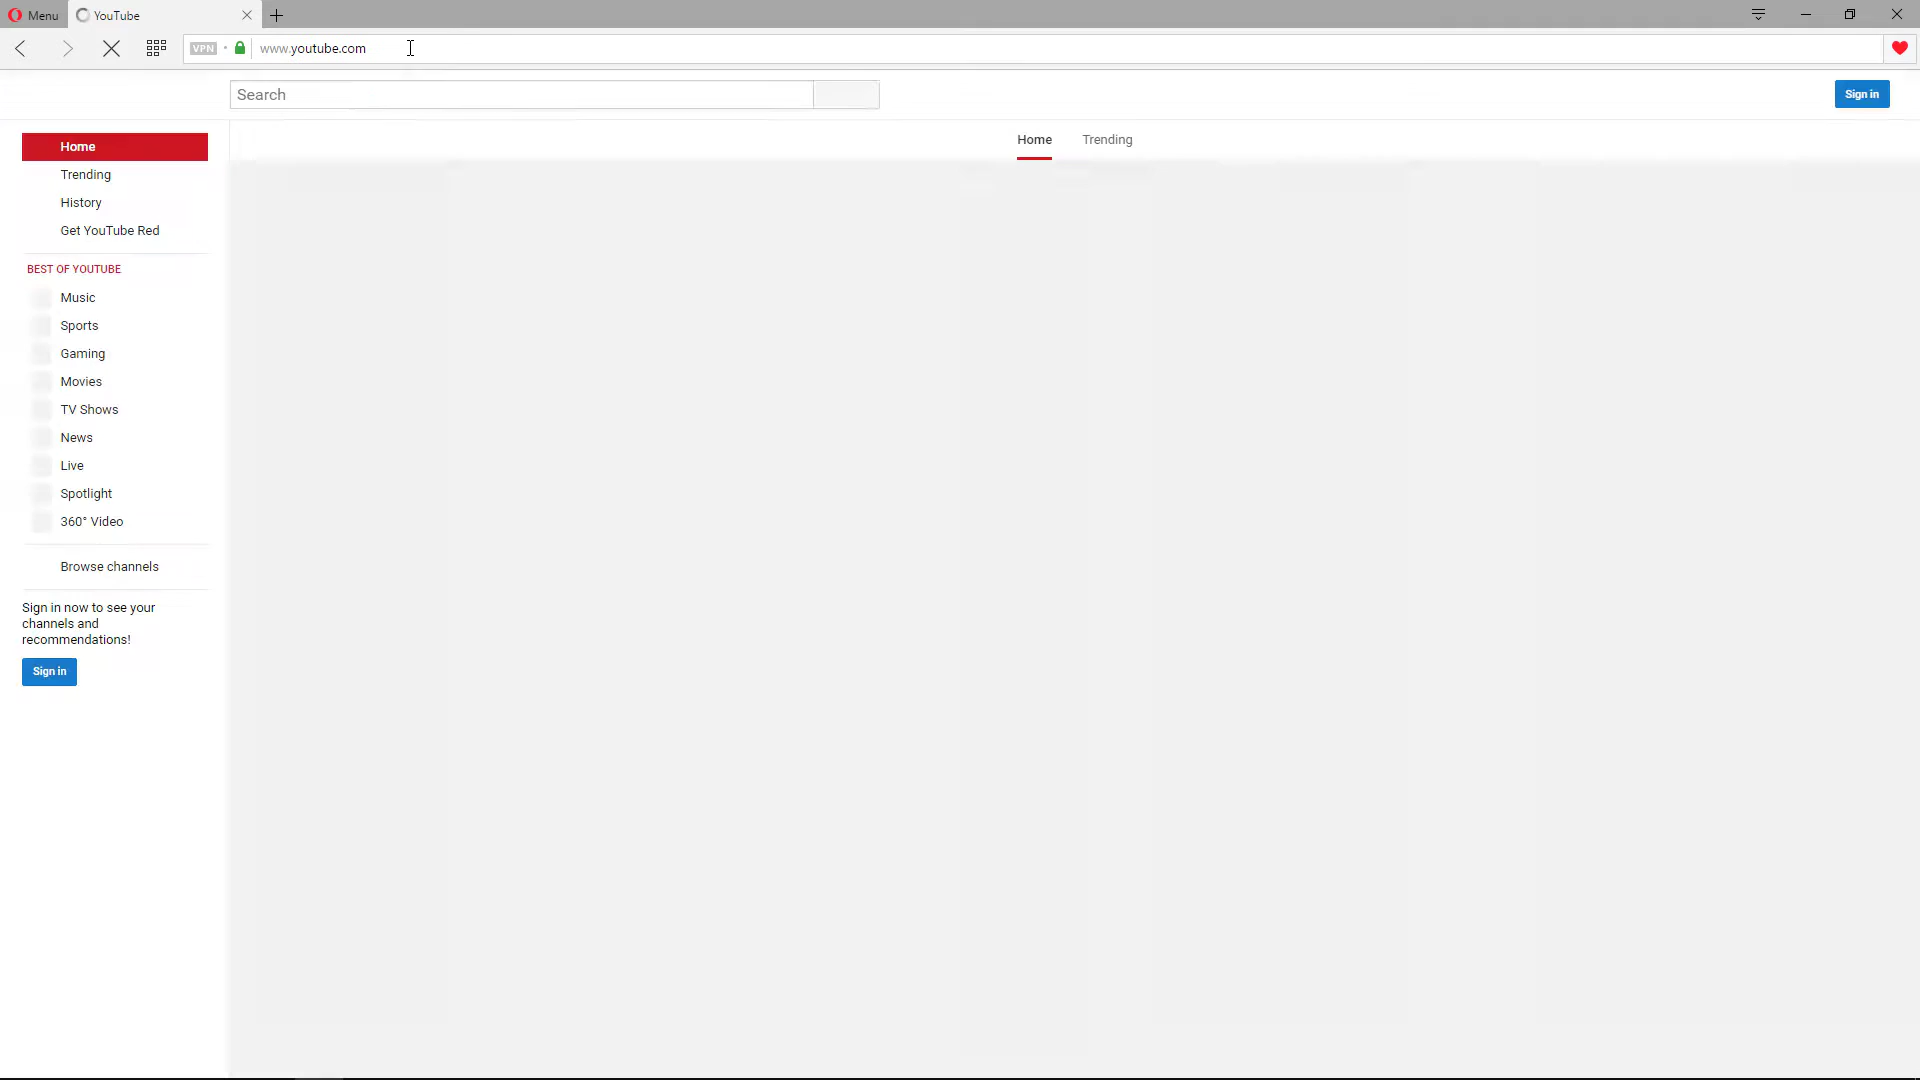 Menu
YouTube
VPN
www.youtube.com
Search
Sign in
Home
Trending
Home
Trending
History
Get YouTube Red
BEST OF YOUTUBE
Music
Sports
Gaming
Movies
TV Shows
News
Live
Spotlight
360° Video
Browse channels
Sign in now to see your
channels and
recommendations!
Sign in